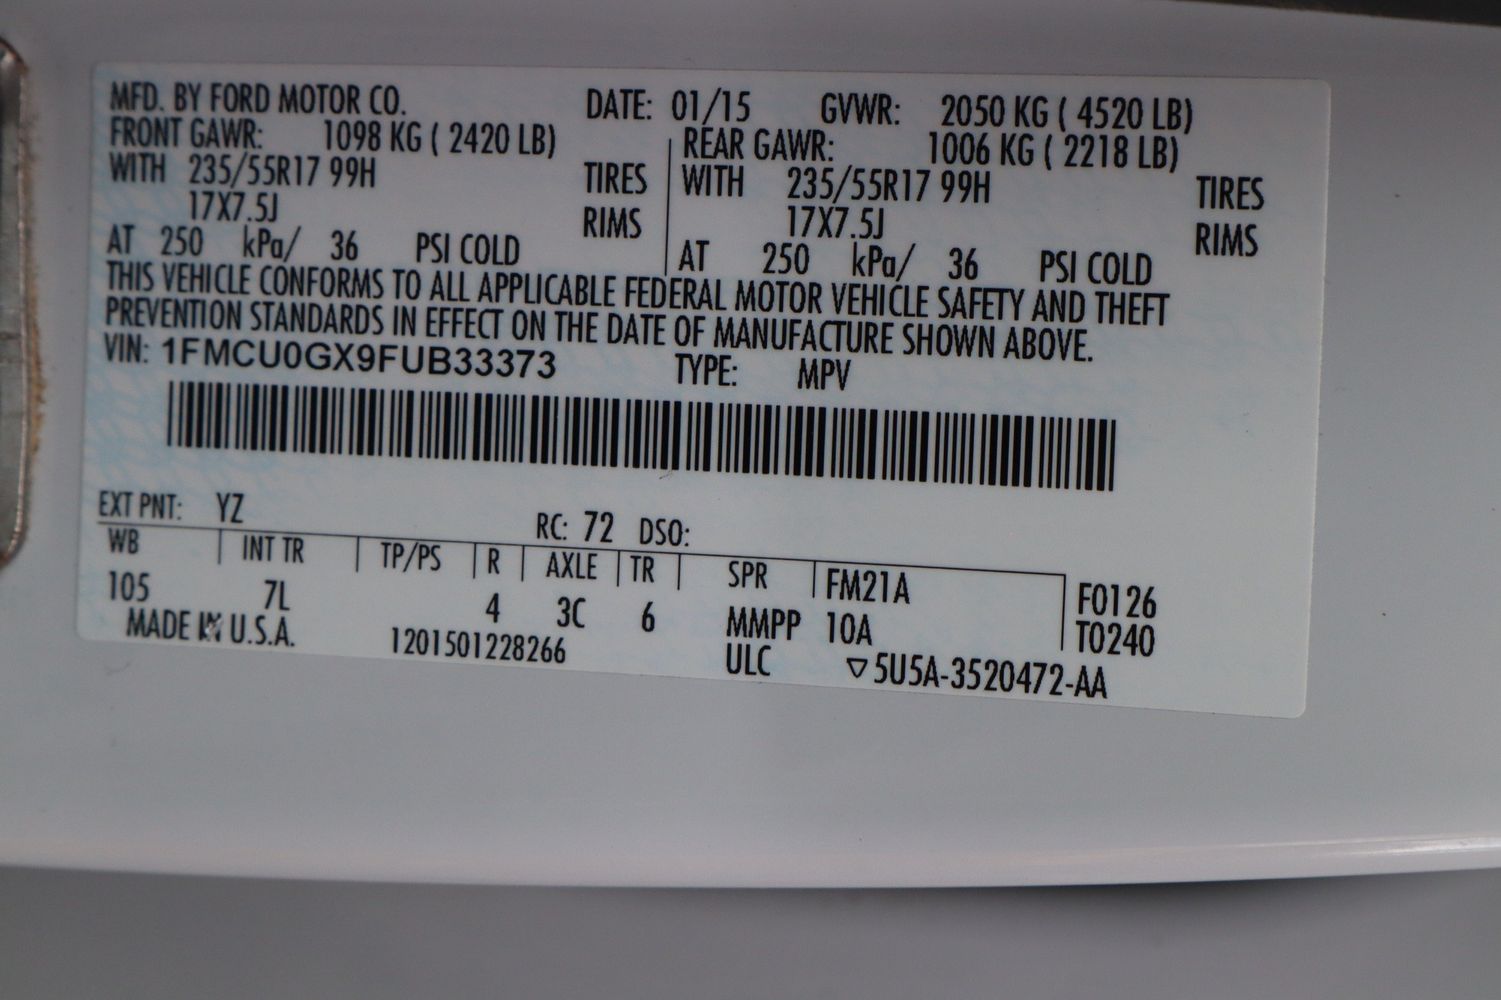 MFD. BY FORD MOTOR CO. DATE: 01/15 GVWR: 2050 KG ( 4520 LB)
FRONT GAWR: 1098 KG ( 2420 LB) REAR GAWR: 1006 KG ( 2218 LB)
WITH 235/55R17 99H TIRES WITH 235/55R17 99H TIRES
17X7.5J RIMS 17X7.5J RIMS
AT 250 kPa/ 36 PSI COLD AT 250 kPa/ 36 PSI COLD
THIS VEHICLE CONFORMS TO ALL APPLICABLE FEDERAL MOTOR VEHICLE SAFETY AND THEFT
PREVENTION STANDARDS IN EFFECT ON THE DATE OF MANUFACTURE SHOWN ABOVE.
VIN: 1FMCU0GX9FUB33373 TYPE: MPV
EXT PNT: YZ RC: 72 DSO:
WB INT TR TP/PS R AXLE TR SPR FM21A F0126
105 7L 4 3C 6 MMPP 10A T0240
MADE IN U.S.A. 1201501228266 ULC ▽5U5A-3520472-AA